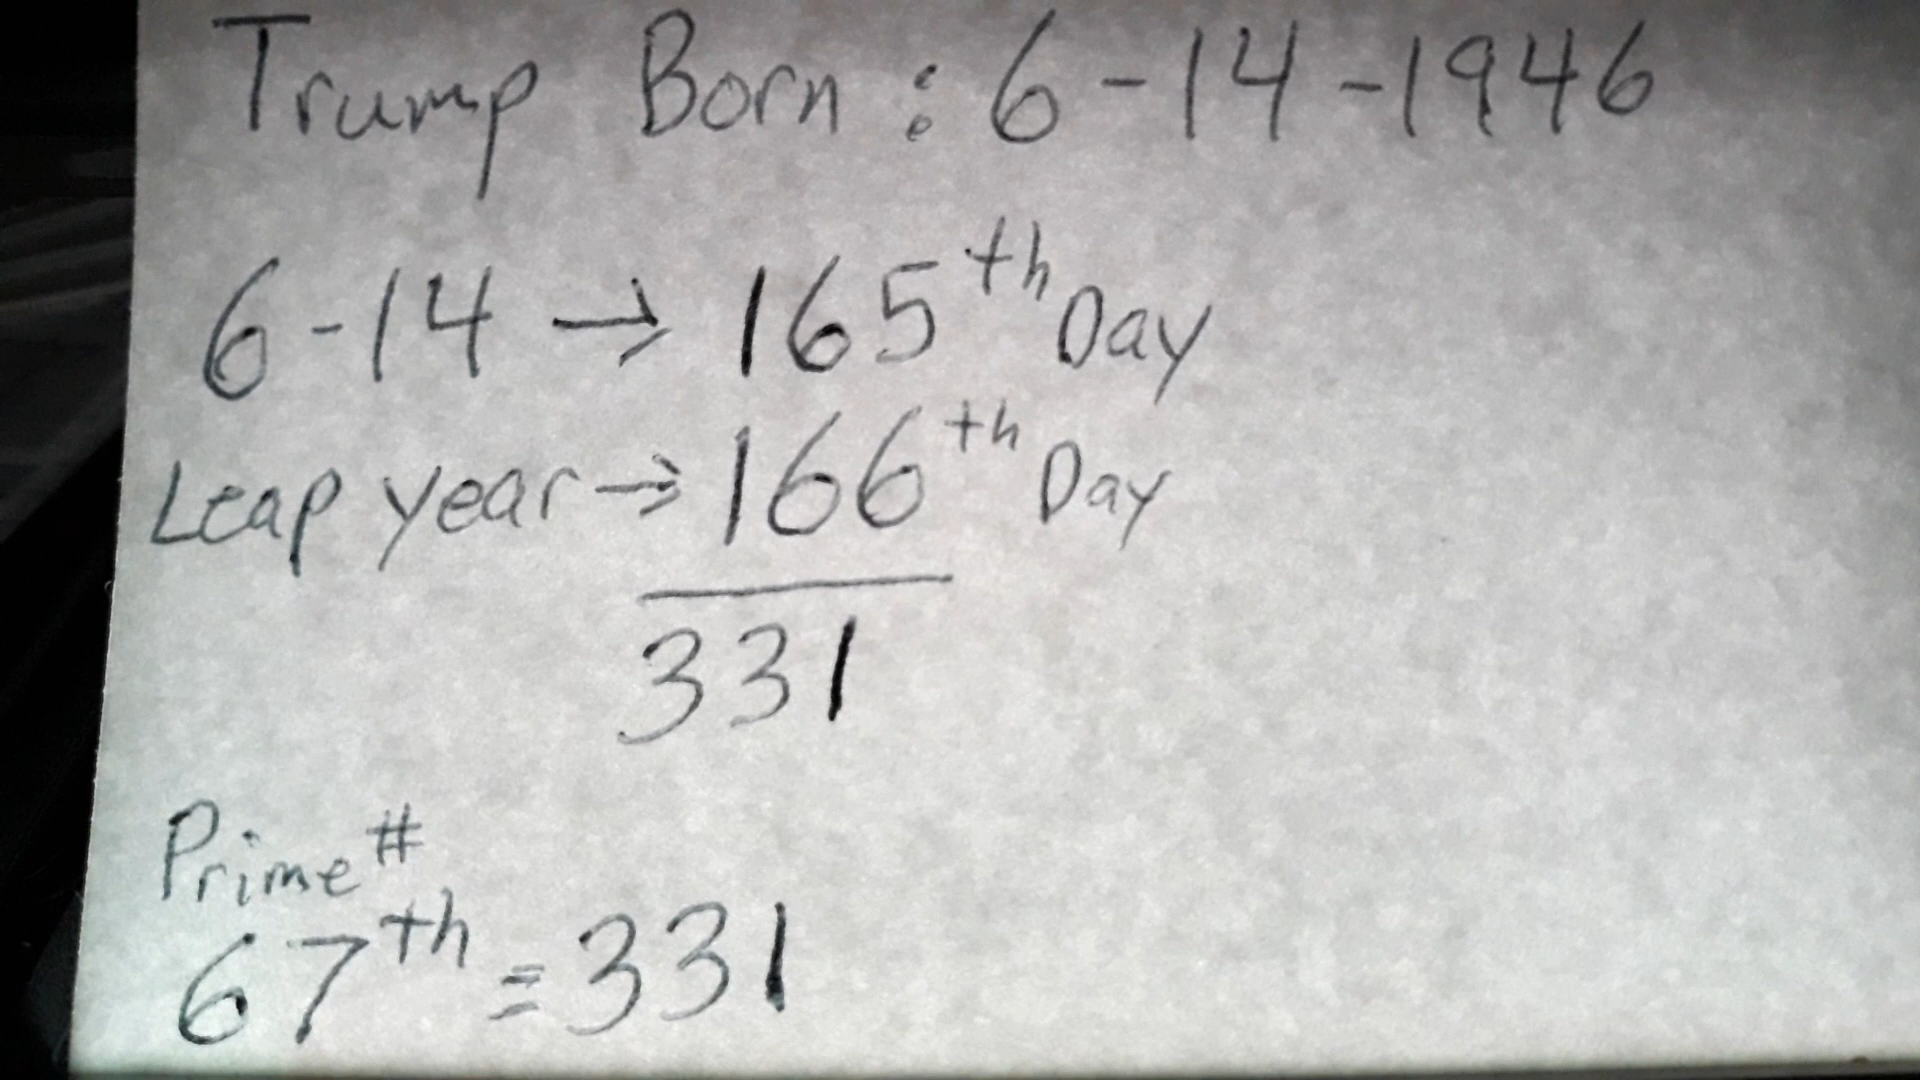 Trump Born: 6-14-1946
6-14 → 165th Day
Leap year → 166th Day
331
Prime #
67th = 331